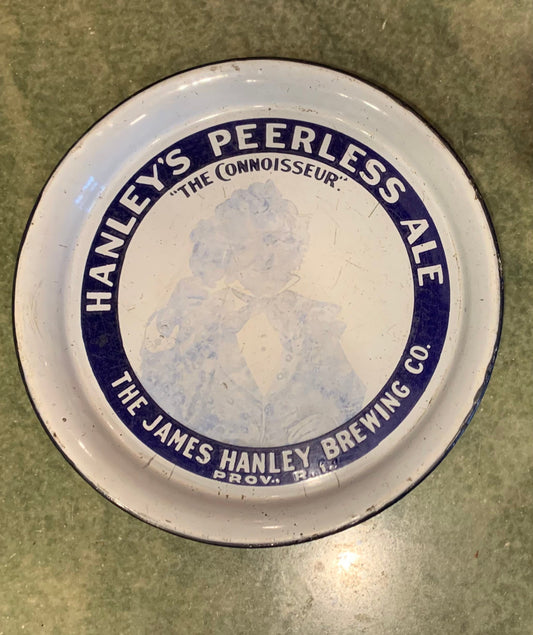 HANLEY'S PEERLESS ALE
"THE CONNOISSEUR".
THE JAMES HANLEY BREWING CO.
PROV., R.I.